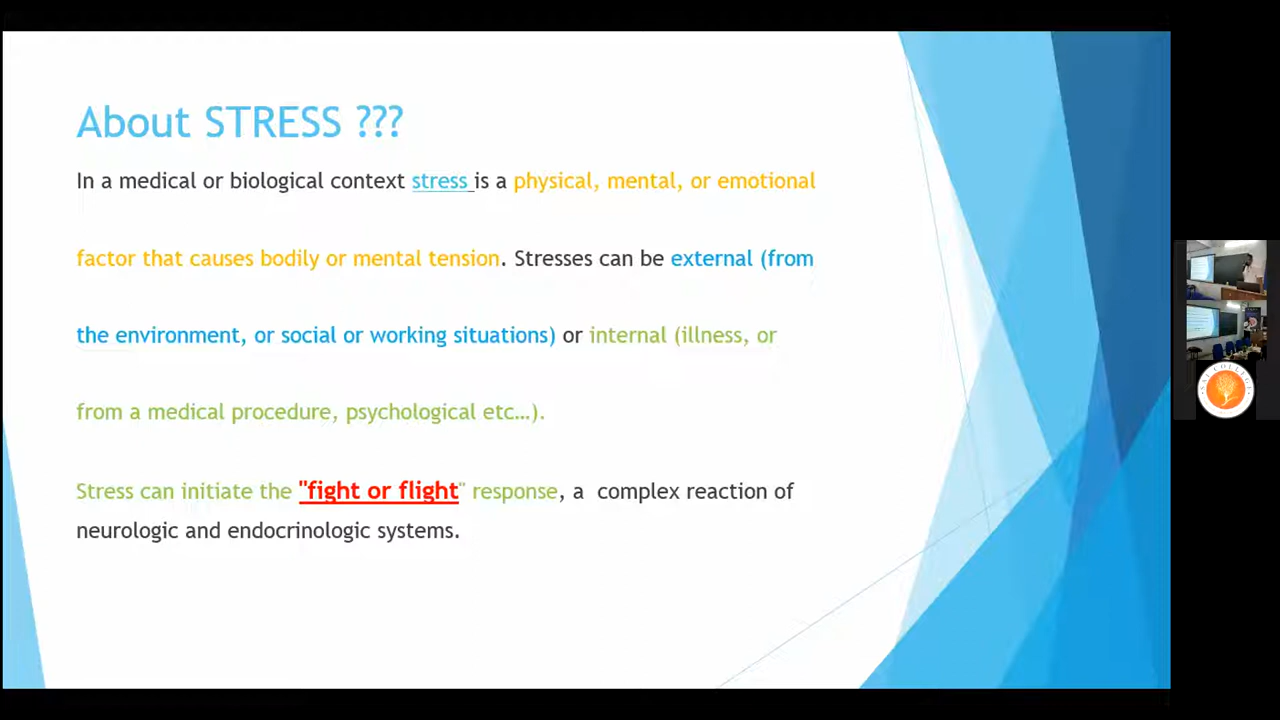 About STRESS ???
In a medical or biological context stress is a physical, mental, or emotional
factor that causes bodily or mental tension. Stresses can be external (from
the environment, or social or working situations) or internal (illness, or
from a medical procedure, psychological etc…).
Stress can initiate the "fight or flight" response, a  complex reaction of
neurologic and endocrinologic systems.